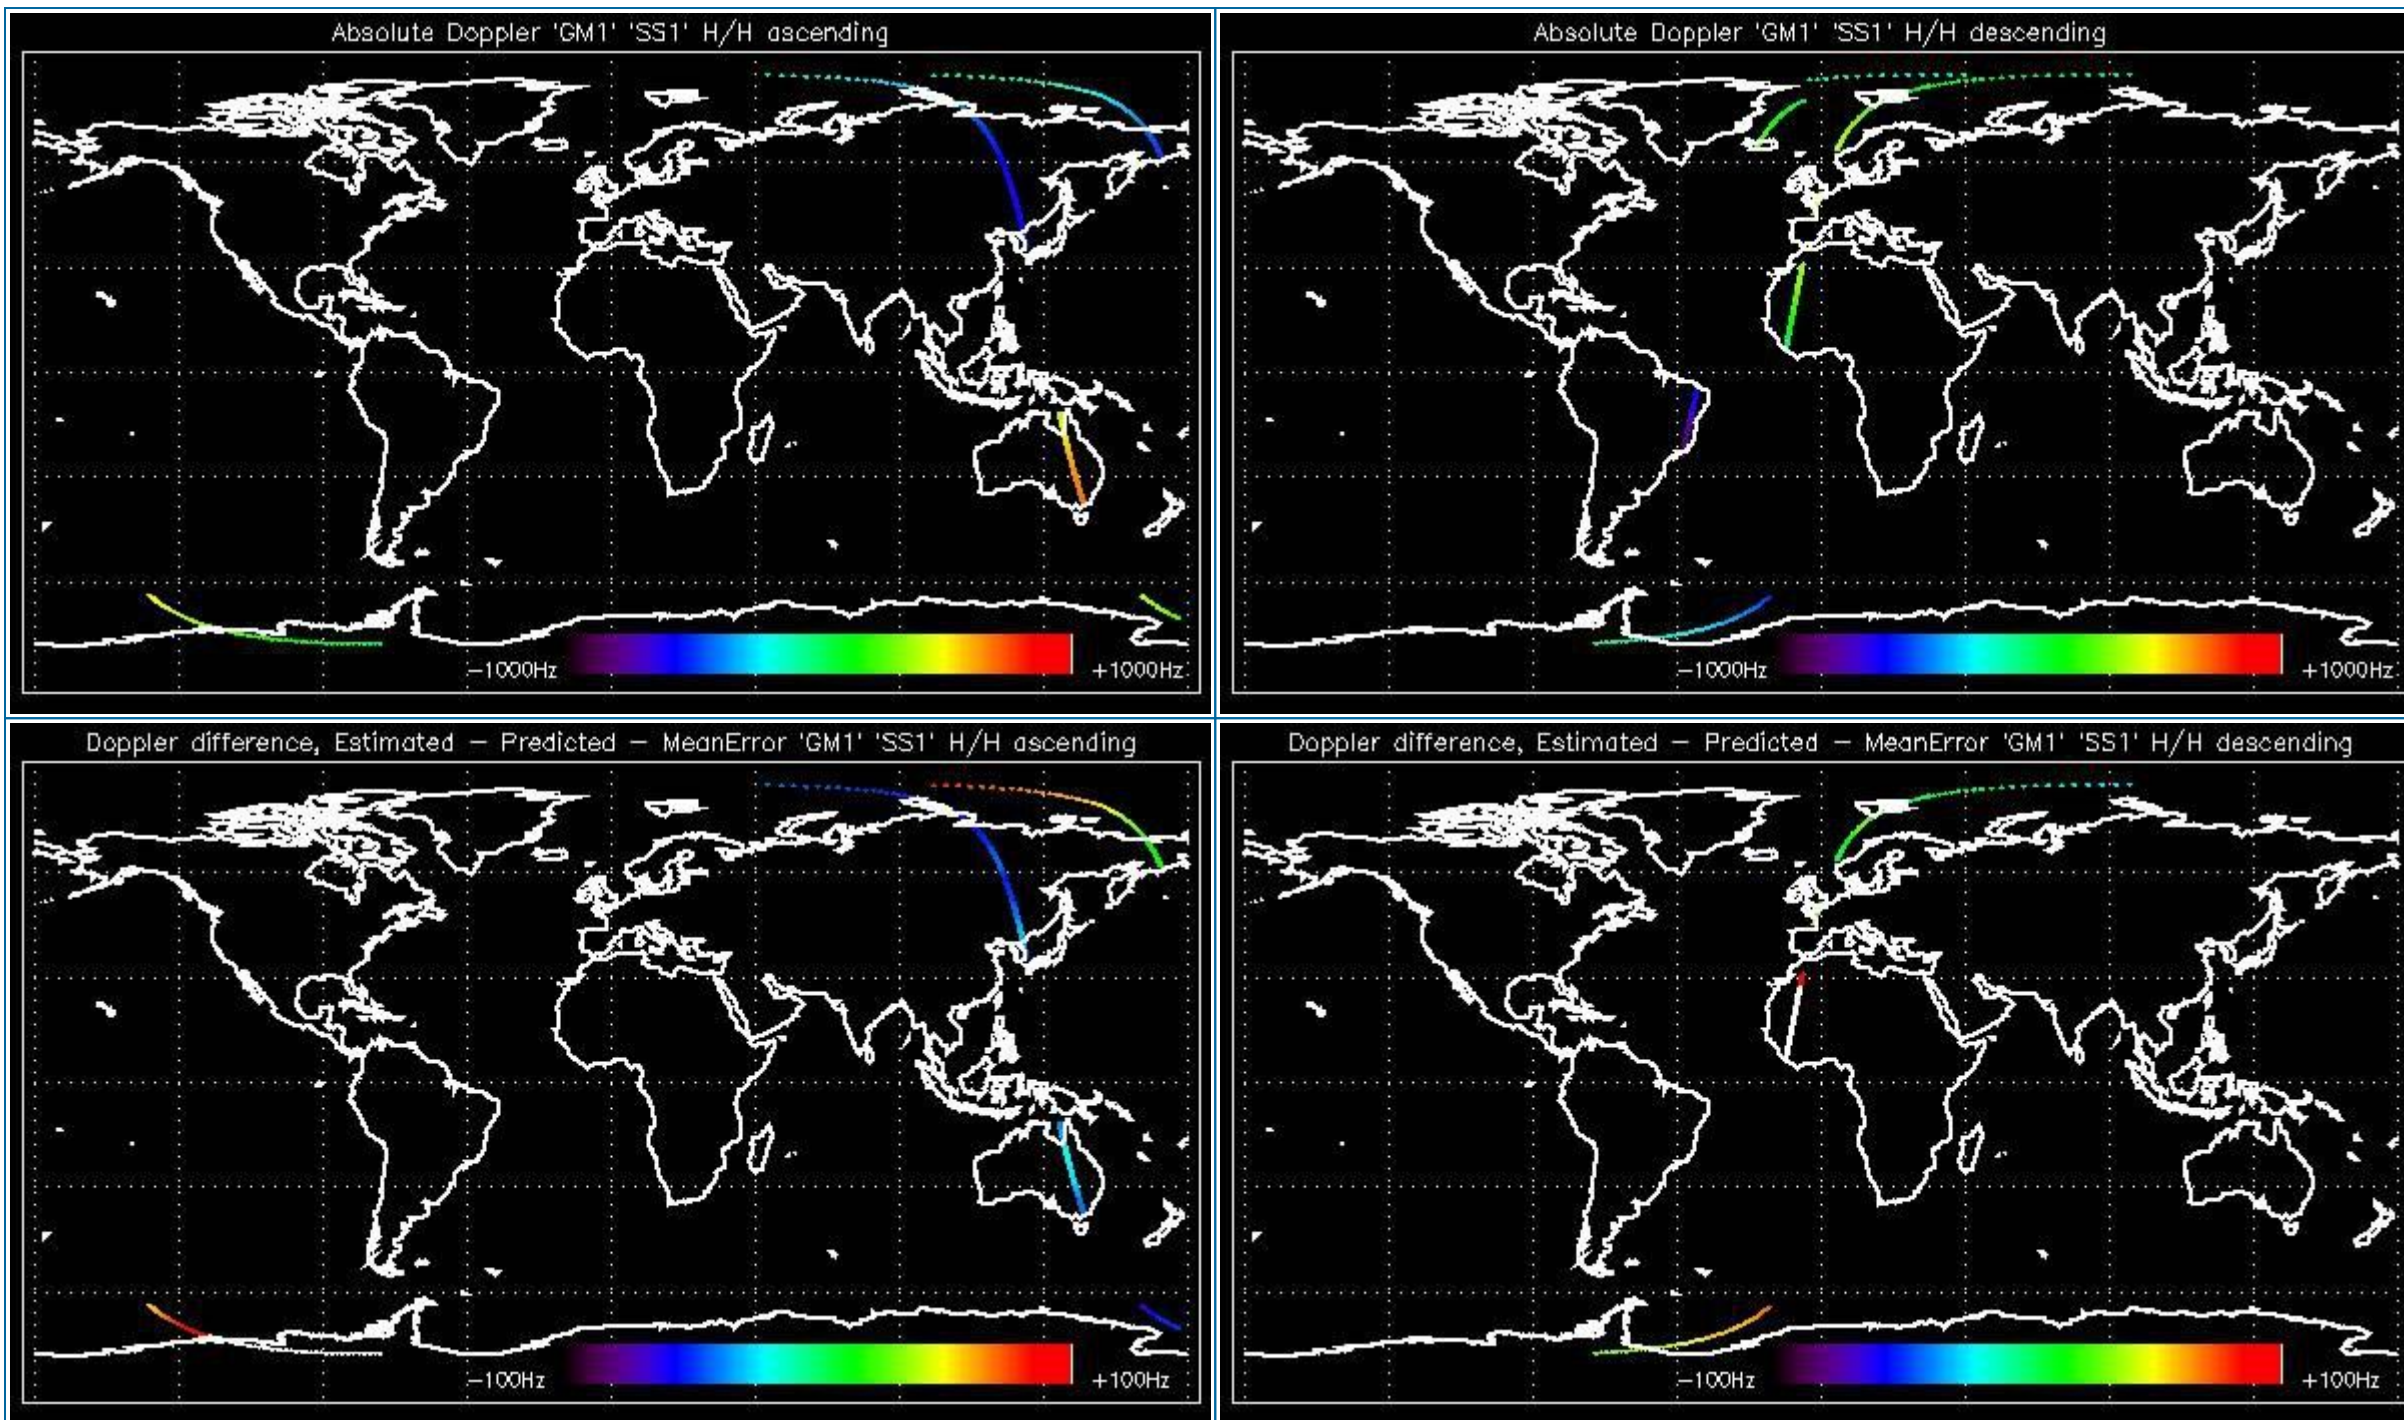 Absolute Doppler 'GM1' 'SS1' H/H ascending
-1000Hz
+1000Hz
Absolute Doppler 'GM1' 'SS1' H/H descending
-1000Hz
+1000Hz
Doppler difference, Estimated - Predicted - MeanError 'GM1' 'SS1' H/H ascending
-100Hz
+100Hz
Doppler difference, Estimated - Predicted - MeanError 'GM1' 'SS1' H/H descending
-100Hz
+100Hz